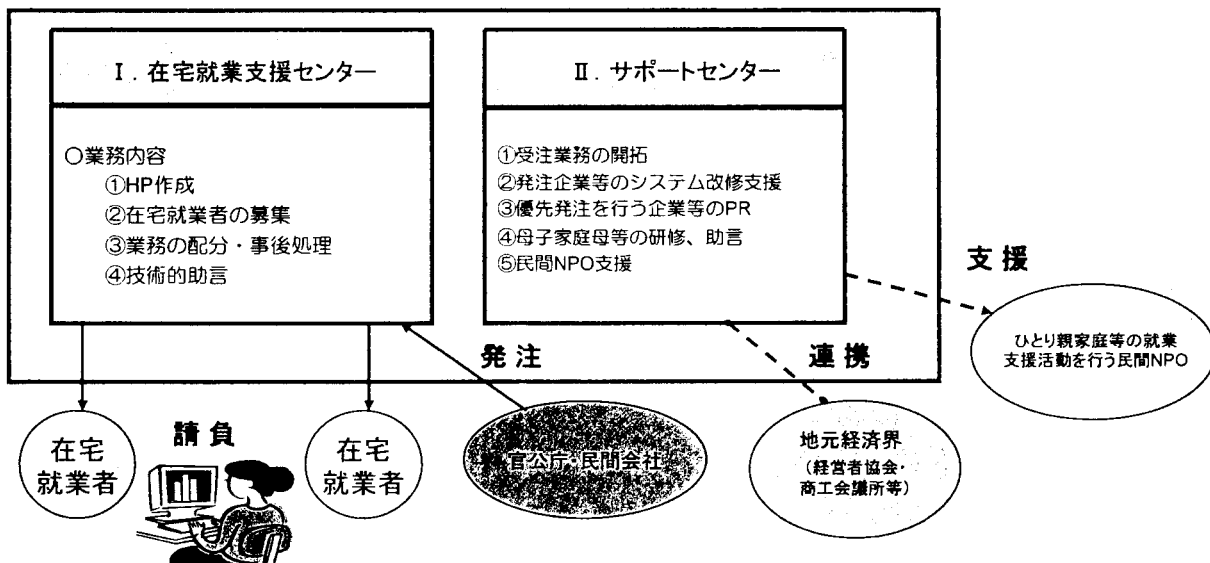 Ⅰ．在宅就業支援センター
〇業務内容
①HP作成
②在宅就業者の募集
③業務の配分・事後処理
④技術的助言
Ⅱ．サポートセンター
①受注業務の開拓
②発注企業等のシステム改修支援
③優先発注を行う企業等のPR
④母子家庭母等の研修、助言
⑤民間NPO支援
支援
ひとり親家庭等の就業
支援活動を行う民間NPO
発注
連携
在宅
就業者
請負
在宅
就業者
官公庁・民間会社
地元経済界
（経営者協会・
商工会議所等）